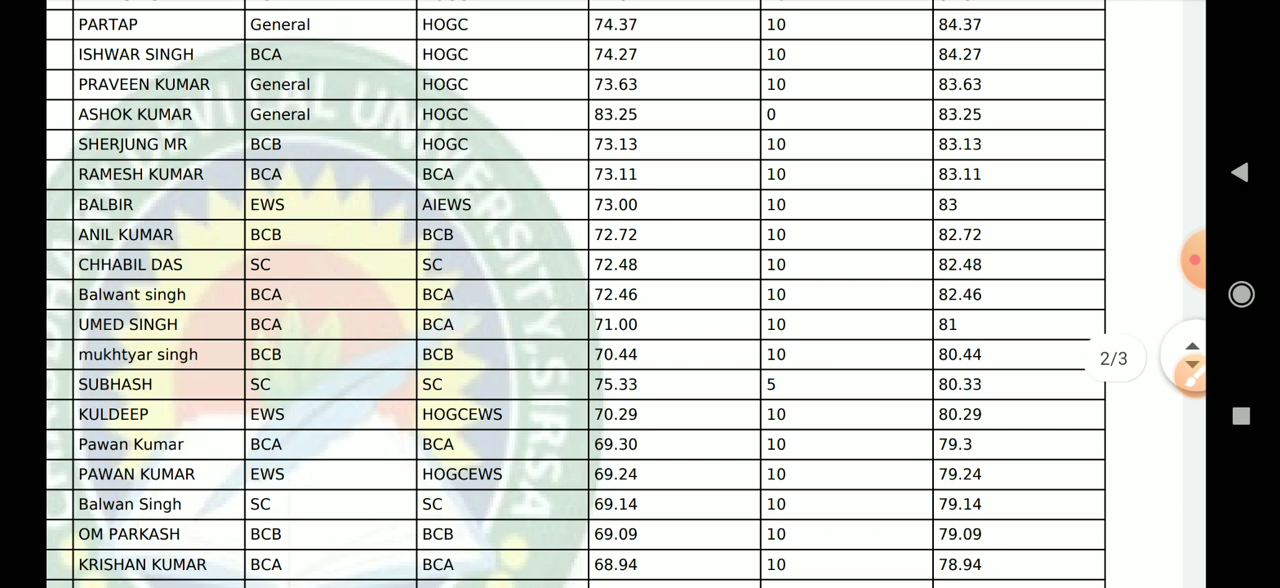 PARTAP General HOGC 74.37 10 84.37
ISHWAR SINGH BCA HOGC 74.27 10 84.27
PRAVEEN KUMAR General HOGC 73.63 10 83.63
ASHOK KUMAR General HOGC 83.25 0 83.25
SHERJUNG MR BCB HOGC 73.13 10 83.13
RAMESH KUMAR BCA BCA 73.11 10 83.11
BALBIR EWS AIEWS 73.00 10 83
ANIL KUMAR BCB BCB 72.72 10 82.72
CHHABIL DAS SC SC 72.48 10 82.48
Balwant singh BCA BCA 72.46 10 82.46
UMED SINGH BCA BCA 71.00 10 81
mukhtyar singh BCB BCB 70.44 10 80.44
2/3
SUBHASH SC SC 75.33 5 80.33
KULDEEP EWS HOGCEWS 70.29 10 80.29
Pawan Kumar BCA BCA 69.30 10 79.3
PAWAN KUMAR EWS HOGCEWS 69.24 10 79.24
Balwan Singh SC SC 69.14 10 79.14
OM PARKASH BCB BCB 69.09 10 79.09
KRISHAN KUMAR BCA BCA 68.94 10 78.94
DEVI LAL UNIVERSITY, SIRSA